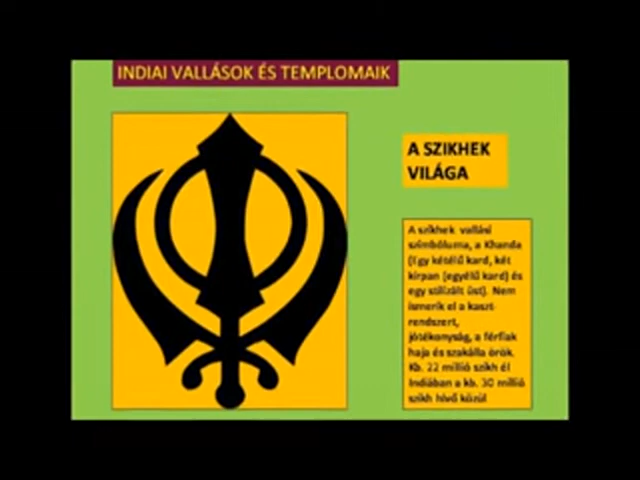 INDIAI VALLÁSOK ÉS TEMPLOMAIK
A SZIKHEK
VILÁGA
A szikhek vallási
szimbóluma, a Khanda
(Egy kétélű kard, két
kirpan (egyélű kard) és
egy stilizált üst). Nem
ismerik el a kaszt-
rendszert,
jótékonyság, a férfiak
haja és szakálla örök.
Kb. 22 millió szikh él
Indiában a kb. 30 millió
szikh hívő közül